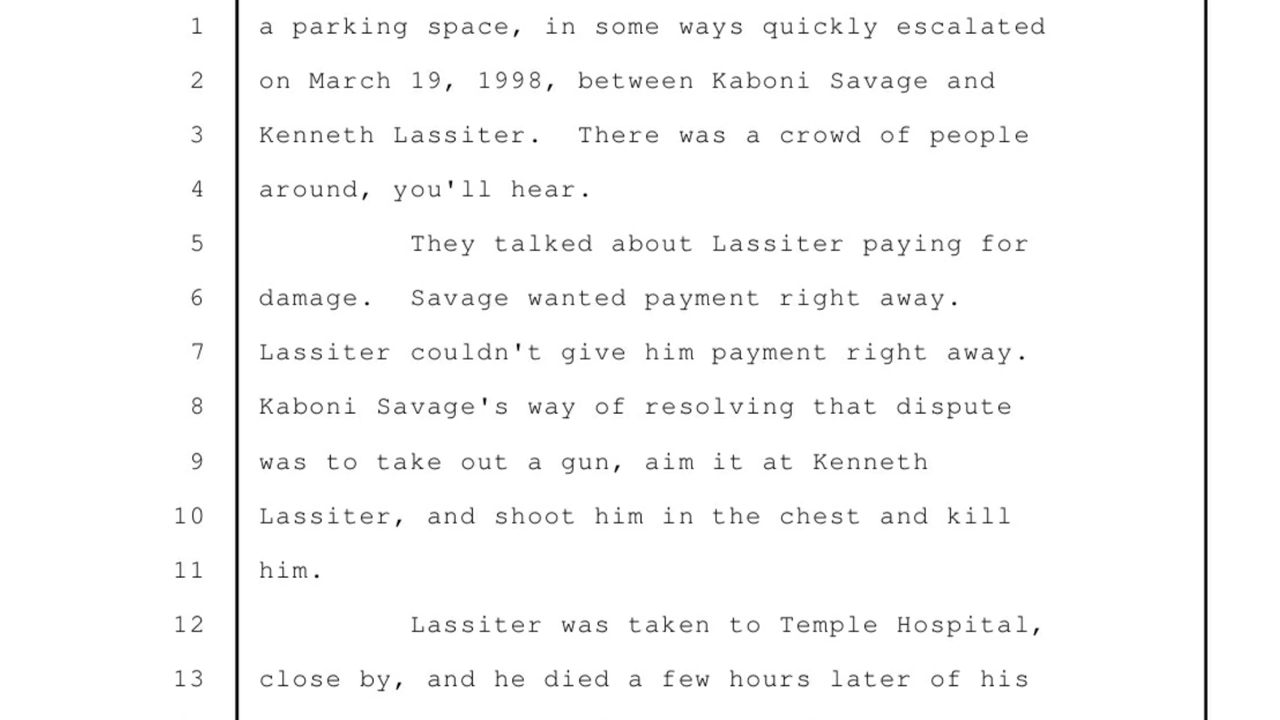 1 a parking space, in some ways quickly escalated
2 on March 19, 1998, between Kaboni Savage and
3 Kenneth Lassiter.  There was a crowd of people
4 around, you'll hear.
5 They talked about Lassiter paying for
6 damage.  Savage wanted payment right away.
7 Lassiter couldn't give him payment right away.
8 Kaboni Savage's way of resolving that dispute
9 was to take out a gun, aim it at Kenneth
10 Lassiter, and shoot him in the chest and kill
11 him.
12 Lassiter was taken to Temple Hospital,
13 close by, and he died a few hours later of his